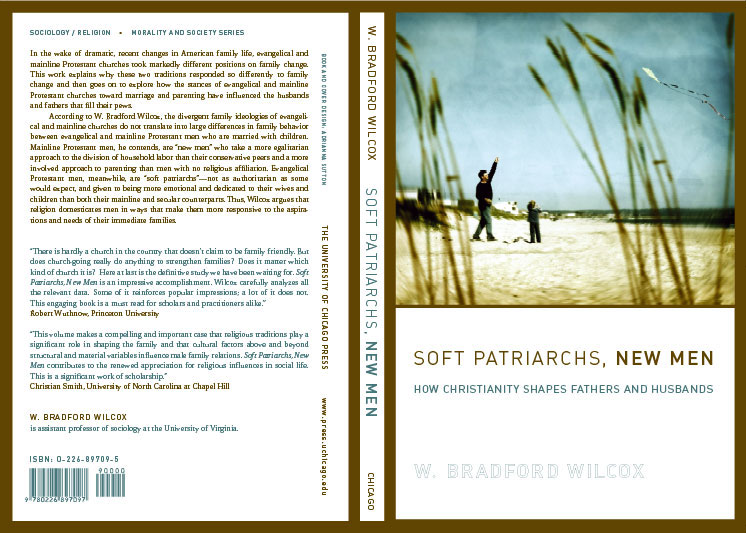 SOCIOLOGY / RELIGION • MORALITY AND SOCIETY SERIES
In the wake of dramatic, recent changes in American family life, evangelical and
mainline Protestant churches took markedly different positions on family change.
This work explains why these two traditions responded so differently to family
change and then goes on to explore how the stances of evangelical and mainline
Protestant churches toward marriage and parenting have influenced the husbands
and fathers that fill their pews.
According to W. Bradford Wilcox, the divergent family ideologies of evangeli-
cal and mainline churches do not translate into large differences in family behavior
between evangelical and mainline Protestant men who are married with children.
Mainline Protestant men, he contends, are “new men” who take a more egalitarian
approach to the division of household labor than their conservative peers and a more
involved approach to parenting than men with no religious affiliation. Evangelical
Protestant men, meanwhile, are “soft patriarchs”—not as authoritarian as some
would expect, and given to being more emotional and dedicated to their wives and
children than both their mainline and secular counterparts. Thus, Wilcox argues that
religion domesticates men in ways that make them more responsive to the aspira-
tions and needs of their immediate families.
“There is hardly a church in the country that doesn’t claim to be family friendly. But
does church-going really do anything to strengthen families? Does it matter which
kind of church it is? Here at last is the definitive study we have been waiting for. Soft
Patriarchs, New Men is an impressive accomplishment. Wilcox carefully analyzes all
the relevant data. Some of it reinforces popular impressions; a lot of it does not.
This engaging book is a must read for scholars and practitioners alike.”
Robert Wuthnow, Princeton University
“This volume makes a compelling and important case that religious traditions play a
significant role in shaping the family and that cultural factors above and beyond
structural and material variables influence male family relations. Soft Patriarchs, New
Men contributes to the renewed appreciation for religious influences in social life.
This is a significant work of scholarship.”
Christian Smith, University of North Carolina at Chapel Hill
W. BRADFORD WILCOX
is assistant professor of sociology at the University of Virginia.
ISBN: 0-226-89709-5
90000
9 780226 897097
BOOK AND COVER DESIGN: ADRIANNA SUTTON
THE UNIVERSITY OF CHICAGO PRESS
www.press.uchicago.edu
W. BRADFORD WILCOX
SOFT PATRIARCHS, NEW MEN
CHICAGO
SOFT PATRIARCHS, NEW MEN
HOW CHRISTIANITY SHAPES FATHERS AND HUSBANDS
W. BRADFORD WILCOX